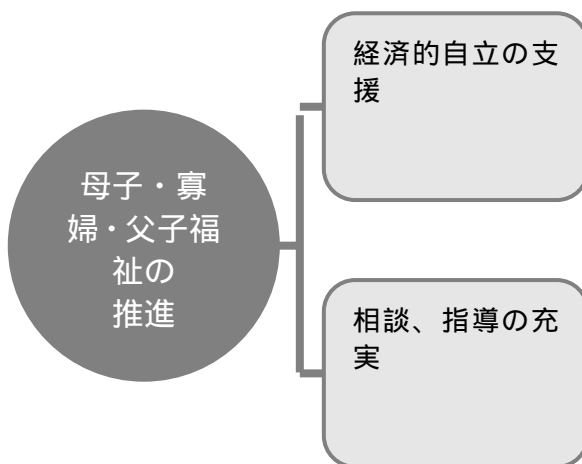 母子・寡
婦・父子福
祉の
推進
経済的自立の支
援
相談、指導の充
実